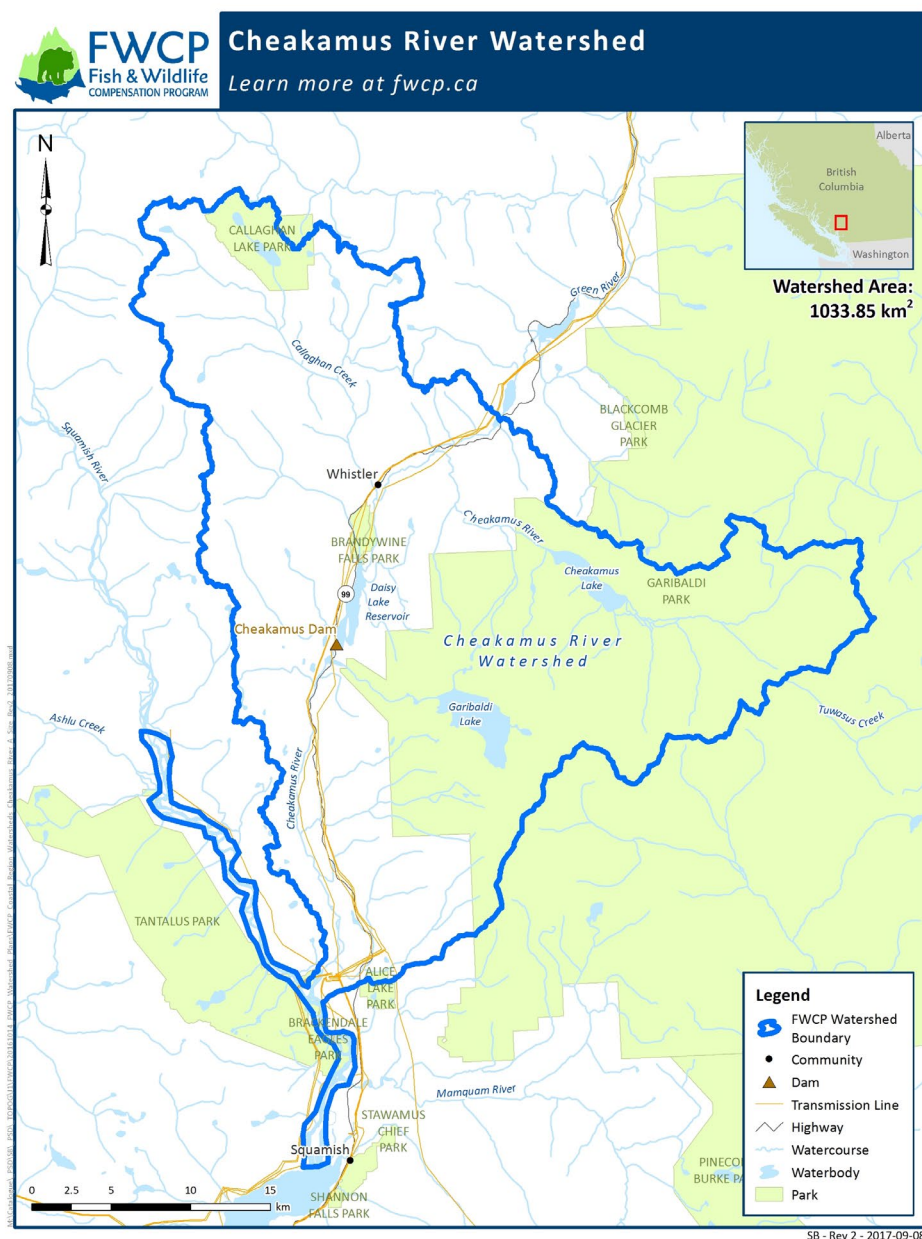 FWCP
Fish & Wildlife
COMPENSATION PROGRAM
Cheakamus River Watershed
Learn more at fwcp.ca
N
Alberta
British
Columbia
Washington
Watershed Area:
1033.85 km²
CALLAGHAN
LAKE PARK
Green River
Callaghan Creek
BLACKCOMB
GLACIER
PARK
Squamish River
Whistler
Cheakamus River
BRANDYWINE
FALLS PARK
Cheakamus
Lake
GARIBALDI
PARK
Daisy
Lake
Reservoir
99
Cheakamus Dam
Cheakamus River
Watershed
Garibaldi
Lake
Tuwasus Creek
Ashlu Creek
Cheakamus River
TANTALUS PARK
ALICE
LAKE
PARK
BRACKENDALE
EAGLES
PARK
Mamquam River
STAWAMUS
CHIEF
PARK
Squamish
SHANNON
FALLS PARK
PINECO
BURKE PA
0 2.5 5 10 15
km
Legend
FWCP Watershed
Boundary
Community
Dam
Transmission Line
Highway
Watercourse
Waterbody
Park
SB - Rev 2 - 2017-09-08